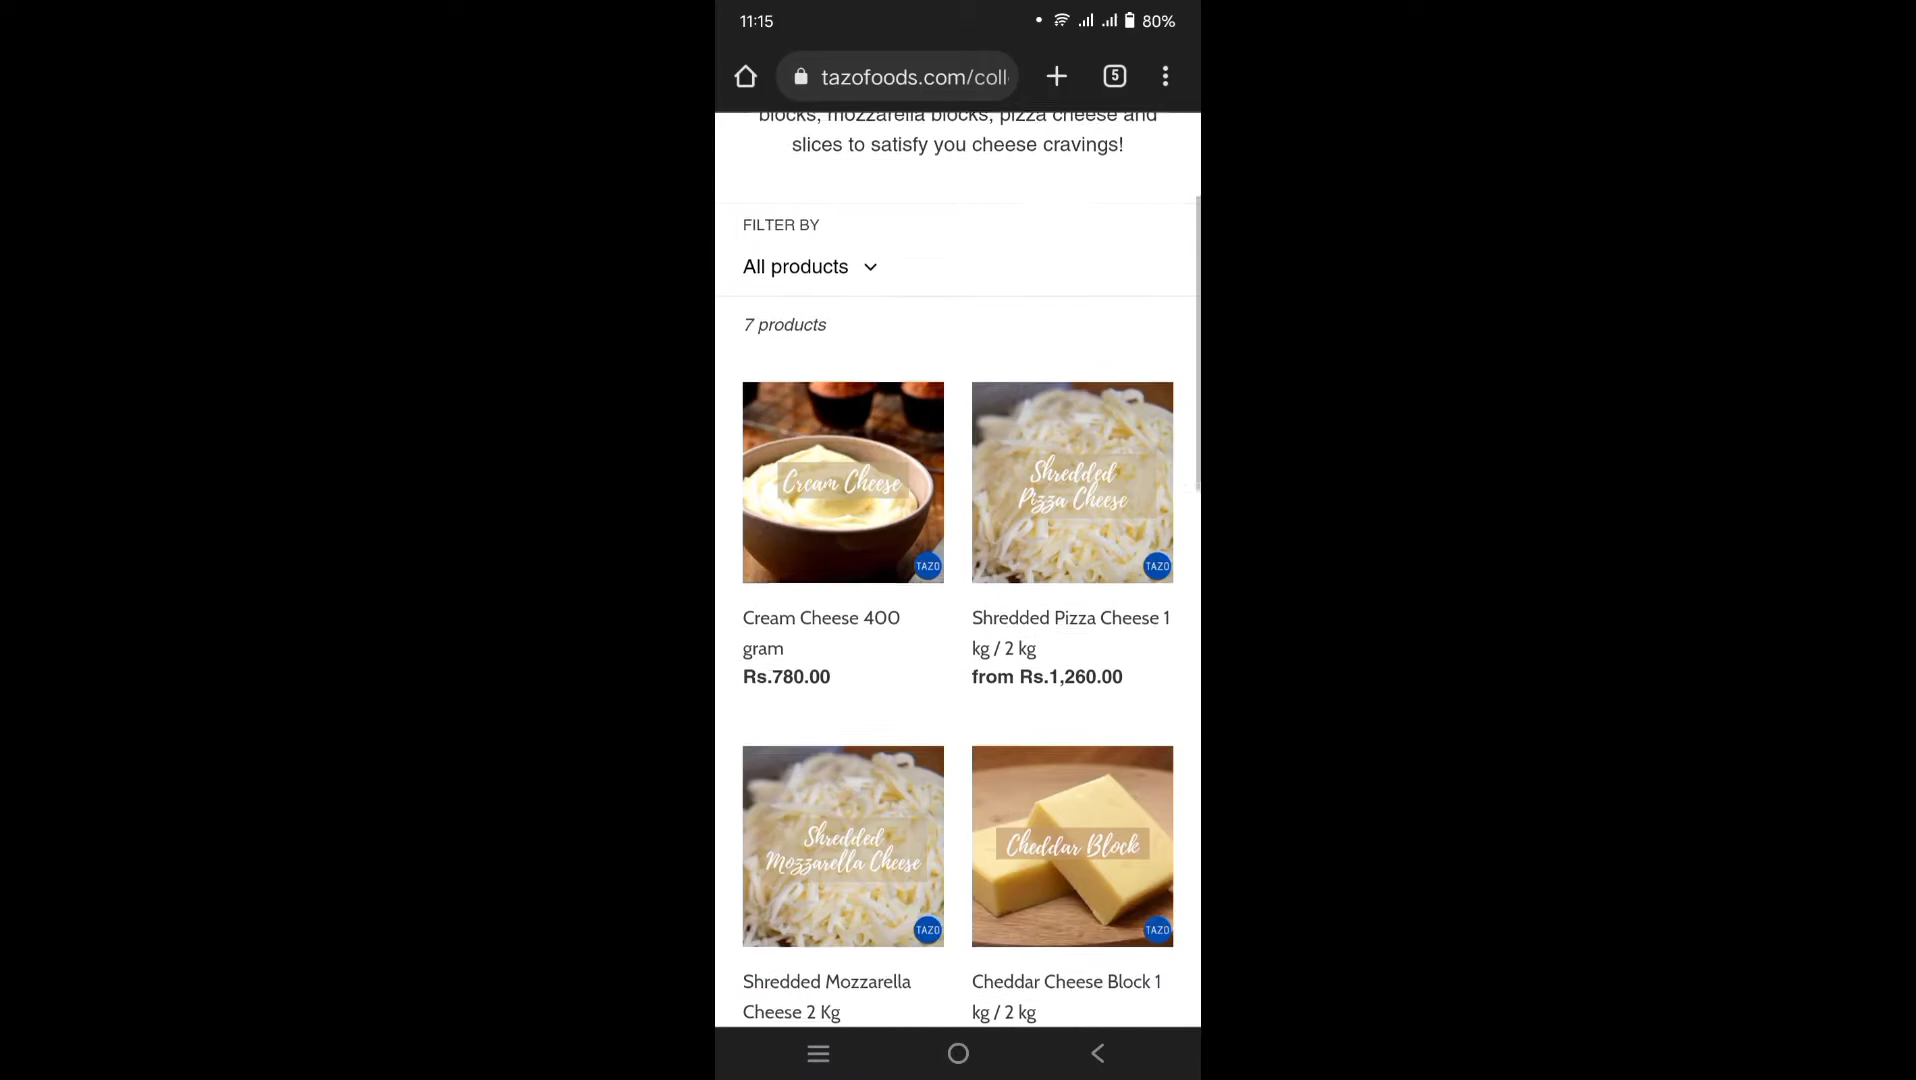 11:15
80%
tazofoods.com/coll
5
blocks, mozzarella blocks, pizza cheese and
slices to satisfy you cheese cravings!
FILTER BY
All products
7 products
Cream Cheese
TAZO
Shredded
Pizza Cheese
TAZO
Cream Cheese 400
gram
Rs.780.00
Shredded Pizza Cheese 1
kg / 2 kg
from Rs.1,260.00
Shredded
Mozzarella Cheese
TAZO
Cheddar Block
TAZO
Shredded Mozzarella
Cheese 2 Kg
Cheddar Cheese Block 1
kg / 2 kg